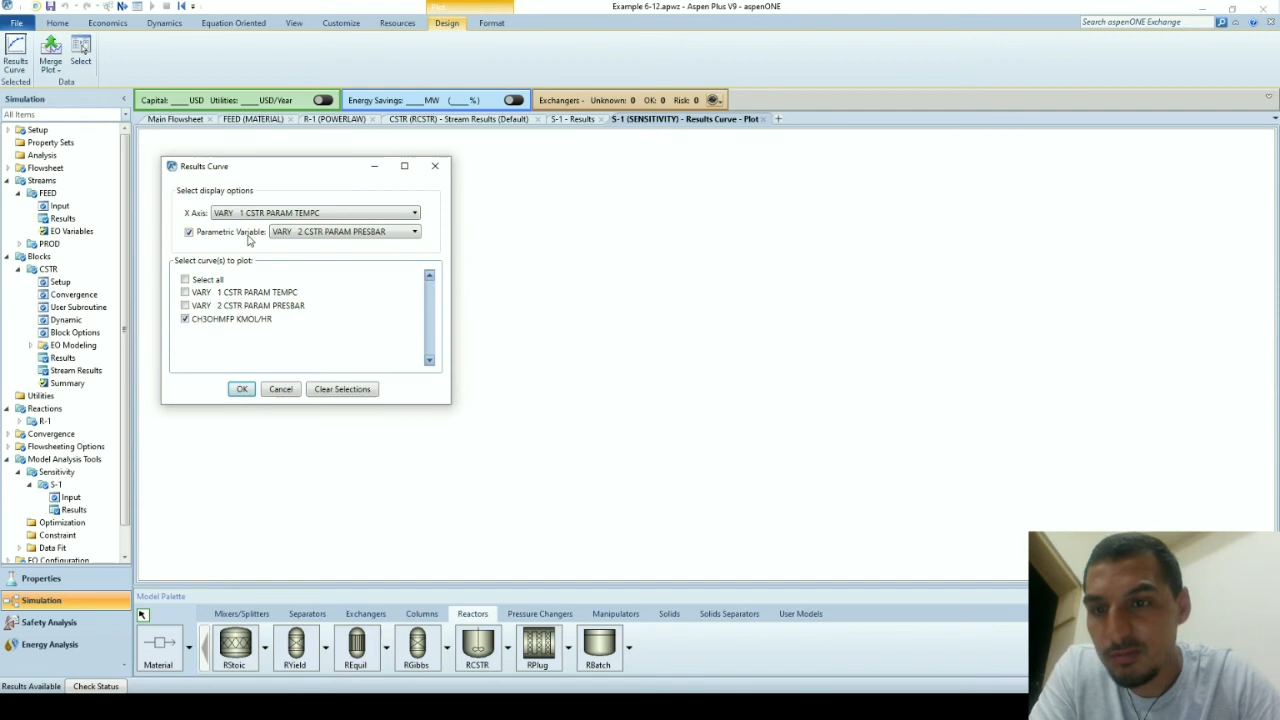 Plot
Example 6-12.apwz - Aspen Plus V9 - aspenONE
File Home Economics Dynamics Equation Oriented View Customize Resources Design Format
Search aspenONE Exchange
Results Curve
Merge Plot
Select
Selected
Data
Simulation
Capital: ____ USD Utilities: ____ USD/Year
Energy Savings: ____ MW (____ %)
Exchangers - Unknown: 0 OK: 0 Risk: 0
All Items
Main Flowsheet
FEED (MATERIAL)
R-1 (POWERLAW)
CSTR (RCSTR) - Stream Results (Default)
S-1 - Results
S-1 (SENSITIVITY) - Results Curve - Plot
Setup
Property Sets
Analysis
Flowsheet
Streams
FEED
Input
Results
EO Variables
PROD
Blocks
CSTR
Setup
Convergence
User Subroutine
Dynamic
Block Options
EO Modeling
Results
Stream Results
Summary
Utilities
Reactions
R-1
Convergence
Flowsheeting Options
Model Analysis Tools
Sensitivity
S-1
Input
Results
Optimization
Constraint
Data Fit
EO Configuration
Properties
Simulation
Safety Analysis
Energy Analysis
Results Curve
Select display options
X Axis: VARY 1 CSTR PARAM TEMPC
Parametric Variable: VARY 2 CSTR PARAM PRESBAR
Select curve(s) to plot:
Select all
VARY 1 CSTR PARAM TEMPC
VARY 2 CSTR PARAM PRESBAR
CH3OHMFP KMOL/HR
OK Cancel Clear Selections
Model Palette
Mixers/Splitters Separators Exchangers Columns Reactors Pressure Changers Manipulators Solids Solids Separators User Models
Material RStoic RYield REquil RGibbs RCSTR RPlug RBatch
Results Available Check Status